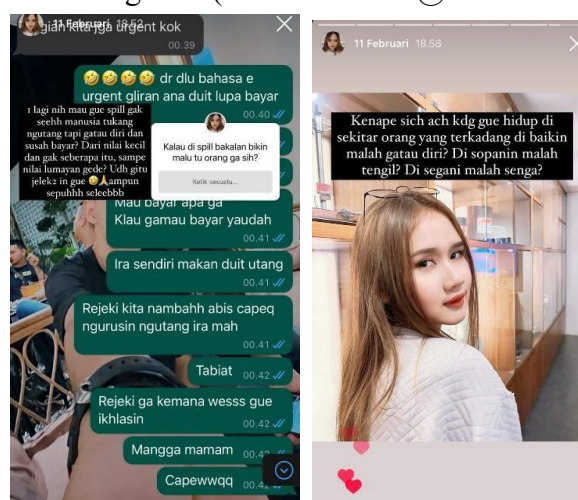 11 Februari 18.52
kita jga urgent kok
00.39
🤣🤣🤣🤣 dr dlu bahasa e
urgent gliran ana duit lupa bayar
00.40
1 lagi nih mau gue spill gak
seehh manusia tukang
ngutang tapi gatau diri dan
susah bayar? Dari nilai kecil
dan gak seberapa itu, sampe
nilai lumayan gede? Udh gitu
jelek2 in gue 🤣🙏ampun
sepuhhh seleebbb
Kalau di spill bakalan bikin
malu tu orang ga sih?
Ketik sesuatu...
Mau bayar apa ga
Klau gamau bayar yaudah
00.41
Ira sendiri makan duit utang
00.41
Rejeki kita nambahh abis capeq
ngurusin ngutang ira mah
00.41
Tabiat
00.42
Rejeki ga kemana wesss gue
ikhlasin
00.42
Mangga mamam
00.42
Capewwqq
00.42
11 Februari 18.58
Kenape sich ach kdg gue hidup di
sekitar orang yang terkadang di baikin
malah gatau diri? Di sopanin malah
tengil? Di segani malah senga?